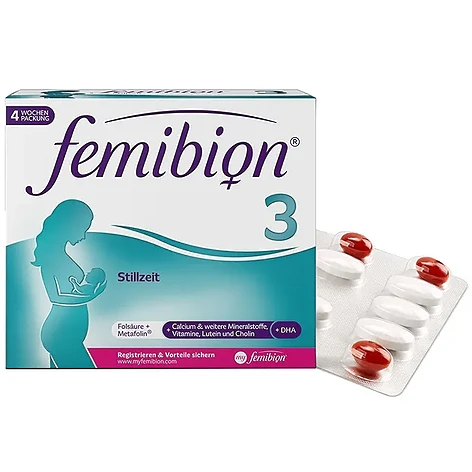 4 WOCHEN
PACKUNG
femibion®
3
Stillzeit
Folsäure +
Metafolin®
+ Calcium & weitere Mineralstoffe,
Vitamine, Lutein und Cholin
+ DHA
Registrieren & Vorteile sichern
www.myfemibion.com
my femibion®